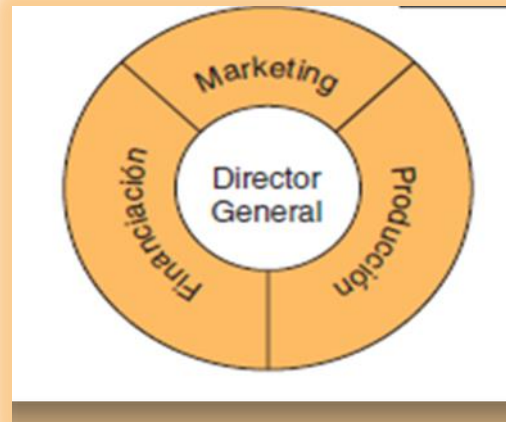 Marketing
Director
General
Financiación
Producción